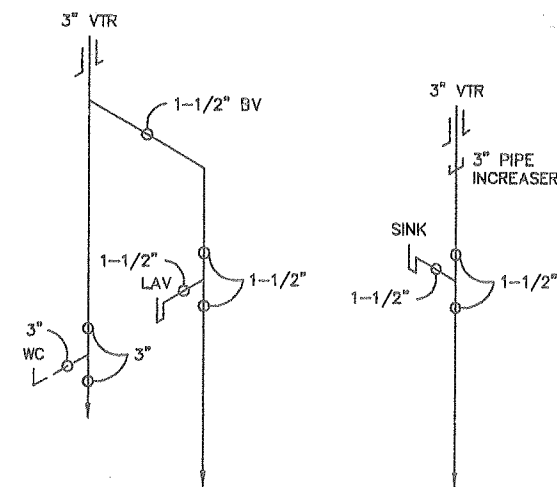 3" VTR
1-1/2" BV
1-1/2"
LAV
1-1/2"
3"
WC
3"
3" VTR
3" PIPE
INCREASER
SINK
1-1/2"
1-1/2"